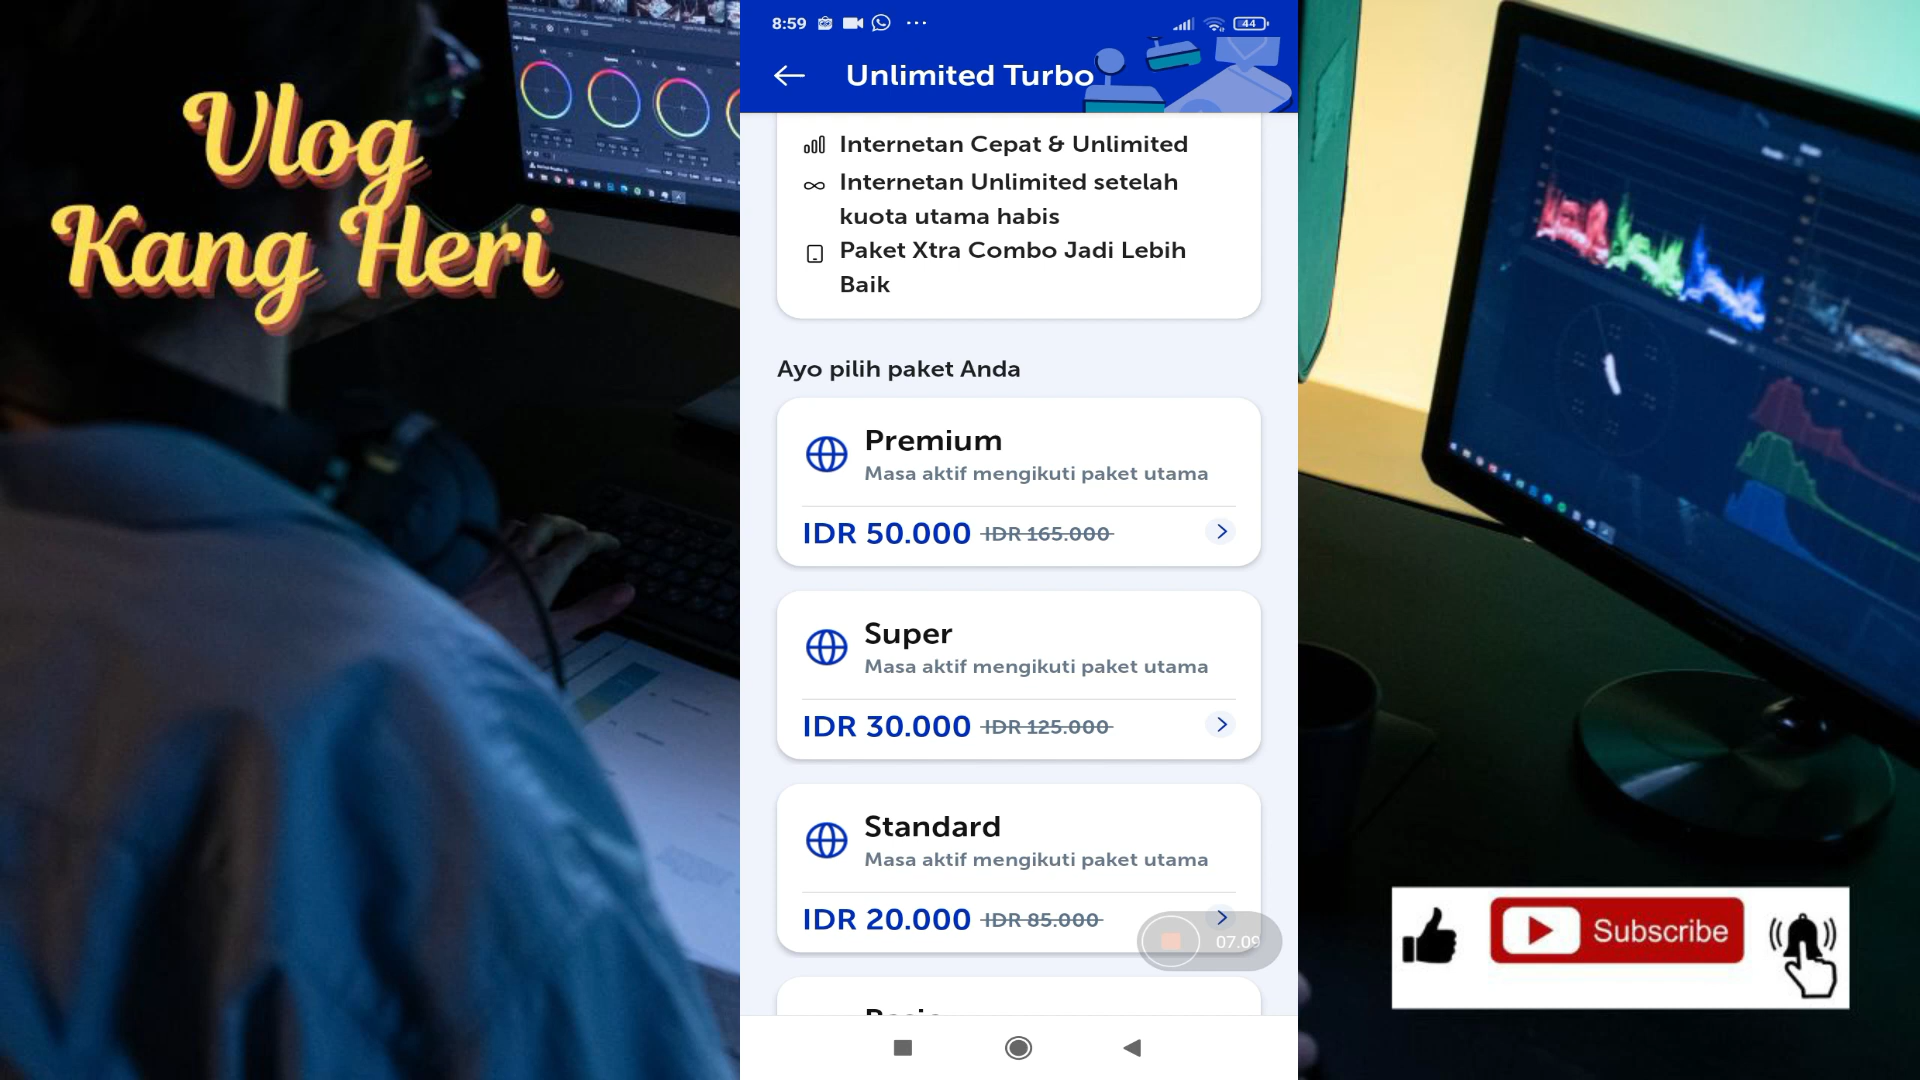 Vlog
Kang Heri
8:59
44
Unlimited Turbo
Internetan Cepat & Unlimited
Internetan Unlimited setelah
kuota utama habis
Paket Xtra Combo Jadi Lebih
Baik
Ayo pilih paket Anda
Premium
Masa aktif mengikuti paket utama
IDR 50.000 IDR 165.000
Super
Masa aktif mengikuti paket utama
IDR 30.000 IDR 125.000
Standard
Masa aktif mengikuti paket utama
IDR 20.000 IDR 85.000
07.09
Subscribe